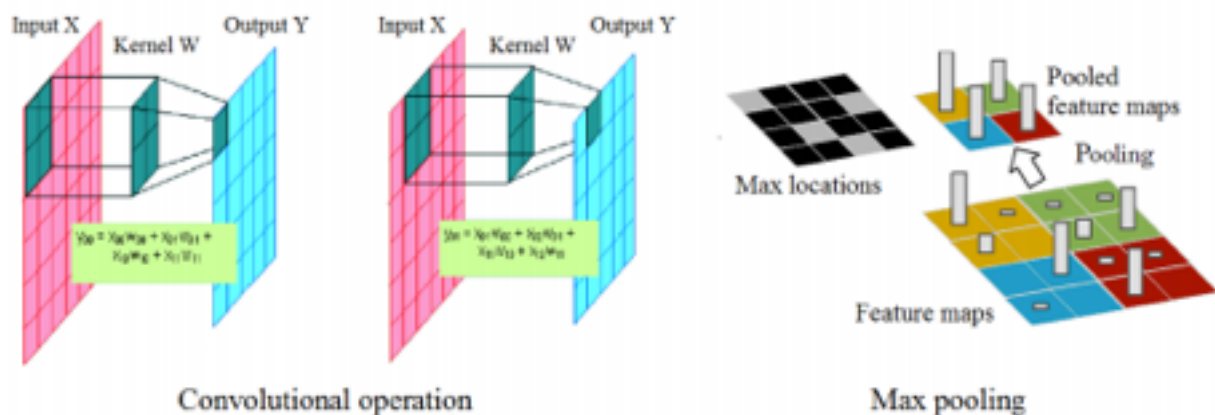 Input X
Kernel W
Output Y
Input X
Kernel W
Output Y
Convolutional operation
Max locations
Pooled
feature maps
Pooling
Feature maps
Max pooling